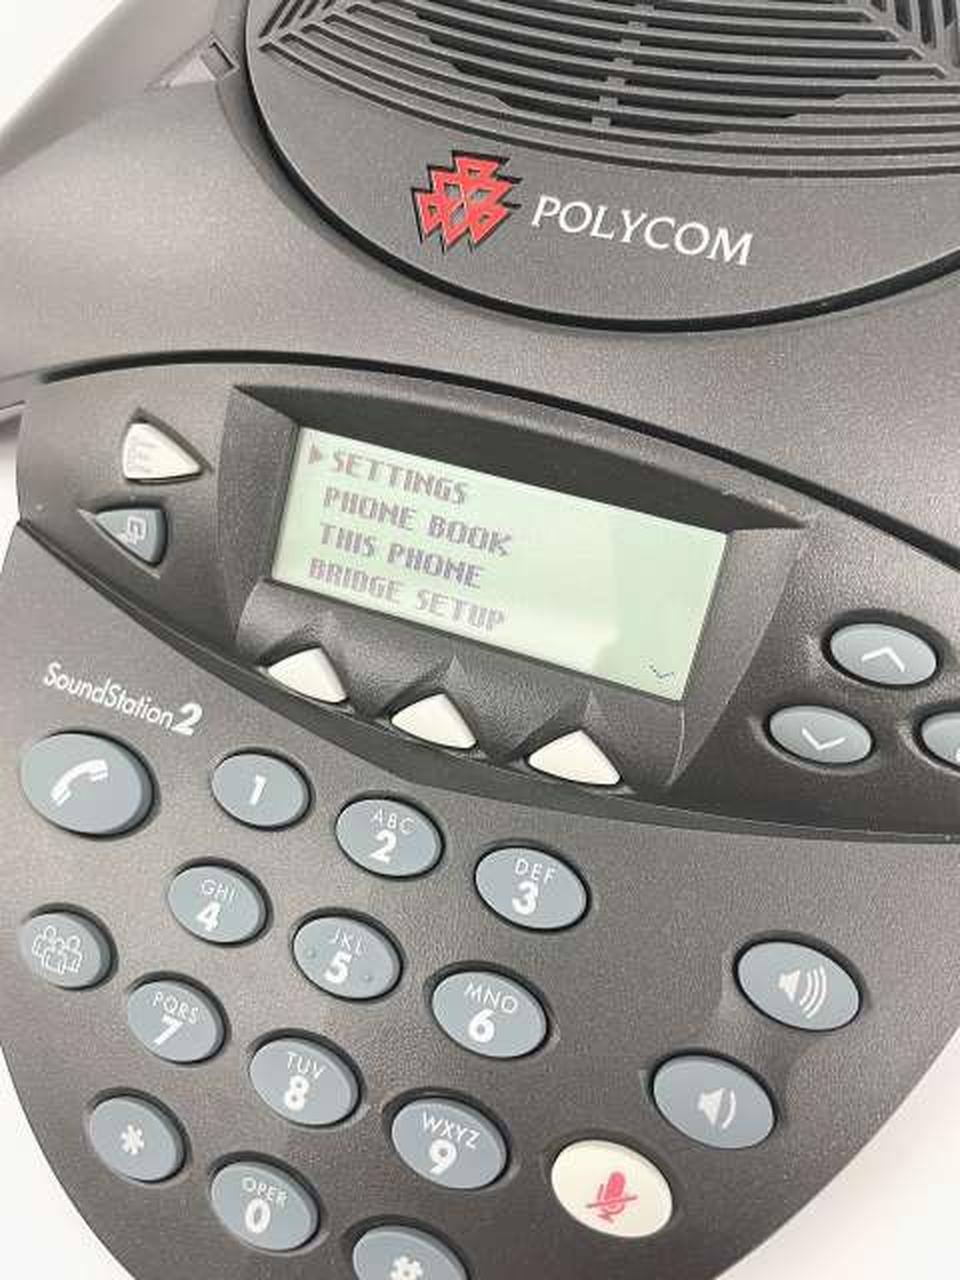 POLYCOM
SETTINGS
PHONE BOOK
THIS PHONE
BRIDGE SETUP
SoundStation2
1
ABC
2
DEF
3
GHI
4
JKL
5
MNO
6
PQRS
7
TUV
8
WXYZ
9
*
OPER
0
#